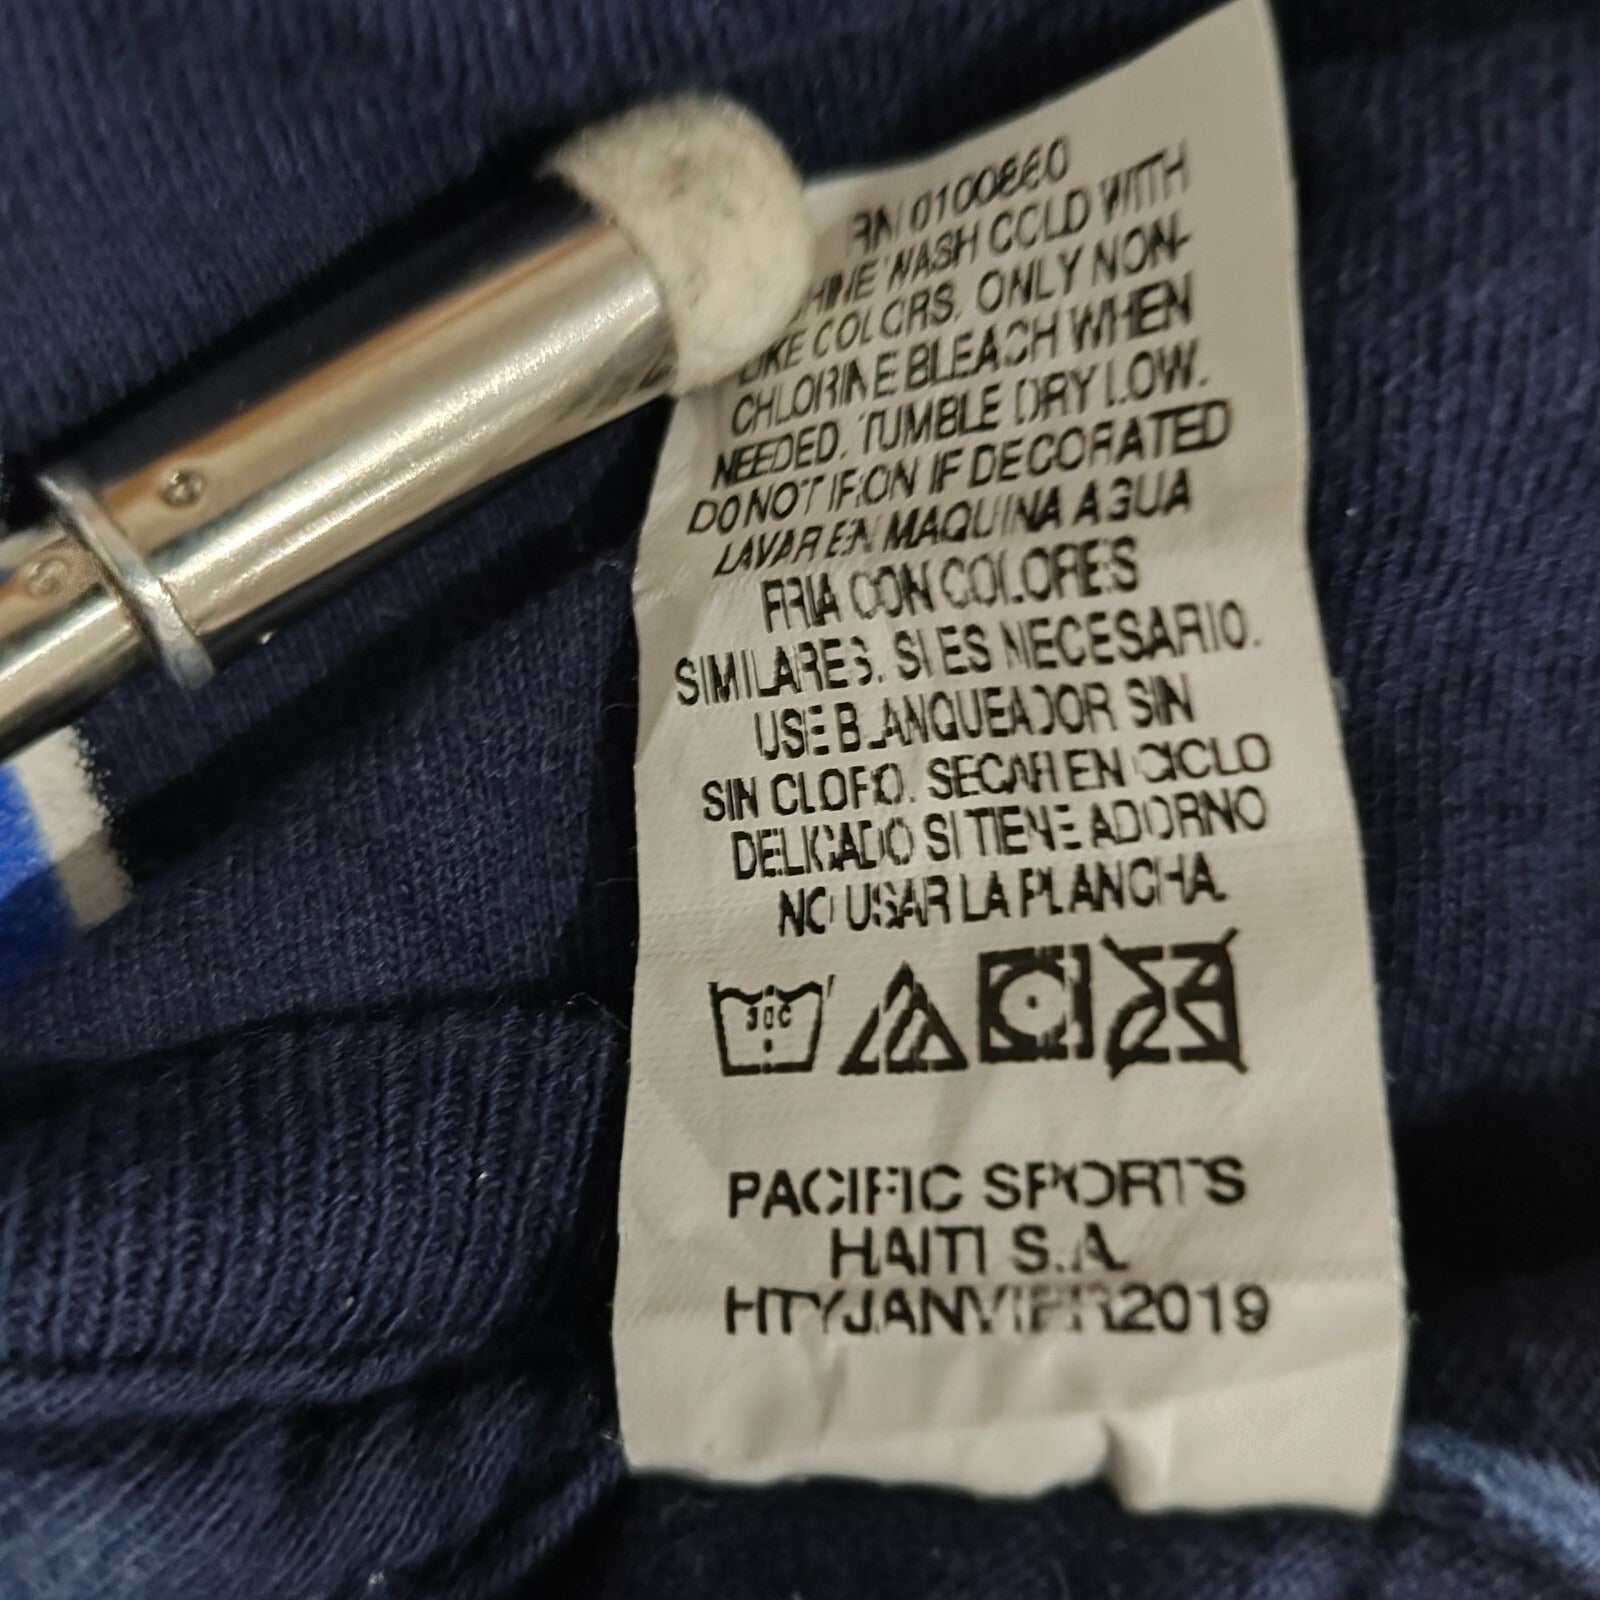 RN 0100860
HINE WASH COLD WITH
LIKE COLORS. ONLY NON-
CHLORINE BLEACH WHEN
NEEDED. TUMBLE DRY LOW.
DO NOT IRON IF DECORATED
LAVAR EN MAQUINA AGUA
FRIA CON COLORES
SIMILARES. SI ES NECESARIO.
USE BLANQUEADOR SIN
SIN CLORO. SECAR EN CICLO
DELICADO SI TIENE ADORNO
NO USAR LA PLANCHA.
30C
PACIFIC SPORTS
HAITI S.A.
HTYJANVIER2019